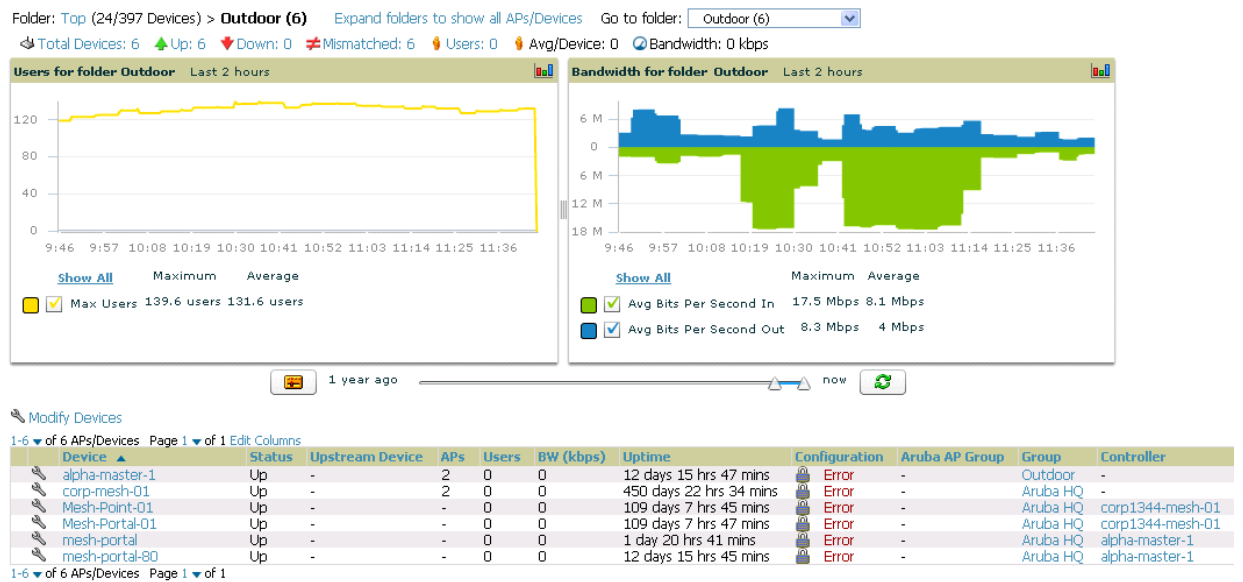 Folder: Top (24/397 Devices) > Outdoor (6) Expand folders to show all APs/Devices Go to folder: Outdoor (6)
Total Devices: 6 Up: 6 Down: 0 Mismatched: 6 Users: 0 Avg/Device: 0 Bandwidth: 0 kbps
Users for folder Outdoor Last 2 hours
120
80
40
0
9:46 9:57 10:08 10:19 10:30 10:41 10:52 11:03 11:14 11:25 11:36
Show All Maximum Average
Max Users 139.6 users 131.6 users
Bandwidth for folder Outdoor Last 2 hours
6 M
0
6 M
12 M
18 M
9:46 9:57 10:08 10:19 10:30 10:41 10:52 11:03 11:14 11:25 11:36
Show All Maximum Average
Avg Bits Per Second In 17.5 Mbps 8.1 Mbps
Avg Bits Per Second Out 8.3 Mbps 4 Mbps
1 year ago now
Modify Devices
1-6 of 6 APs/Devices Page 1 of 1 Edit Columns
Device Status Upstream Device APs Users BW (kbps) Uptime Configuration Aruba AP Group Group Controller
alpha-master-1 Up - 2 0 0 12 days 15 hrs 47 mins Error - Outdoor -
corp-mesh-01 Up - 2 0 0 450 days 22 hrs 34 mins Error - Aruba HQ -
Mesh-Point-01 Up - - 0 0 109 days 7 hrs 45 mins Error - Aruba HQ corp1344-mesh-01
Mesh-Portal-01 Up - - 0 0 109 days 7 hrs 47 mins Error - Aruba HQ corp1344-mesh-01
mesh-portal Up - - 0 0 1 day 20 hrs 41 mins Error - Aruba HQ alpha-master-1
mesh-portal-80 Up - - 0 0 12 days 15 hrs 45 mins Error - Aruba HQ alpha-master-1
1-6 of 6 APs/Devices Page 1 of 1